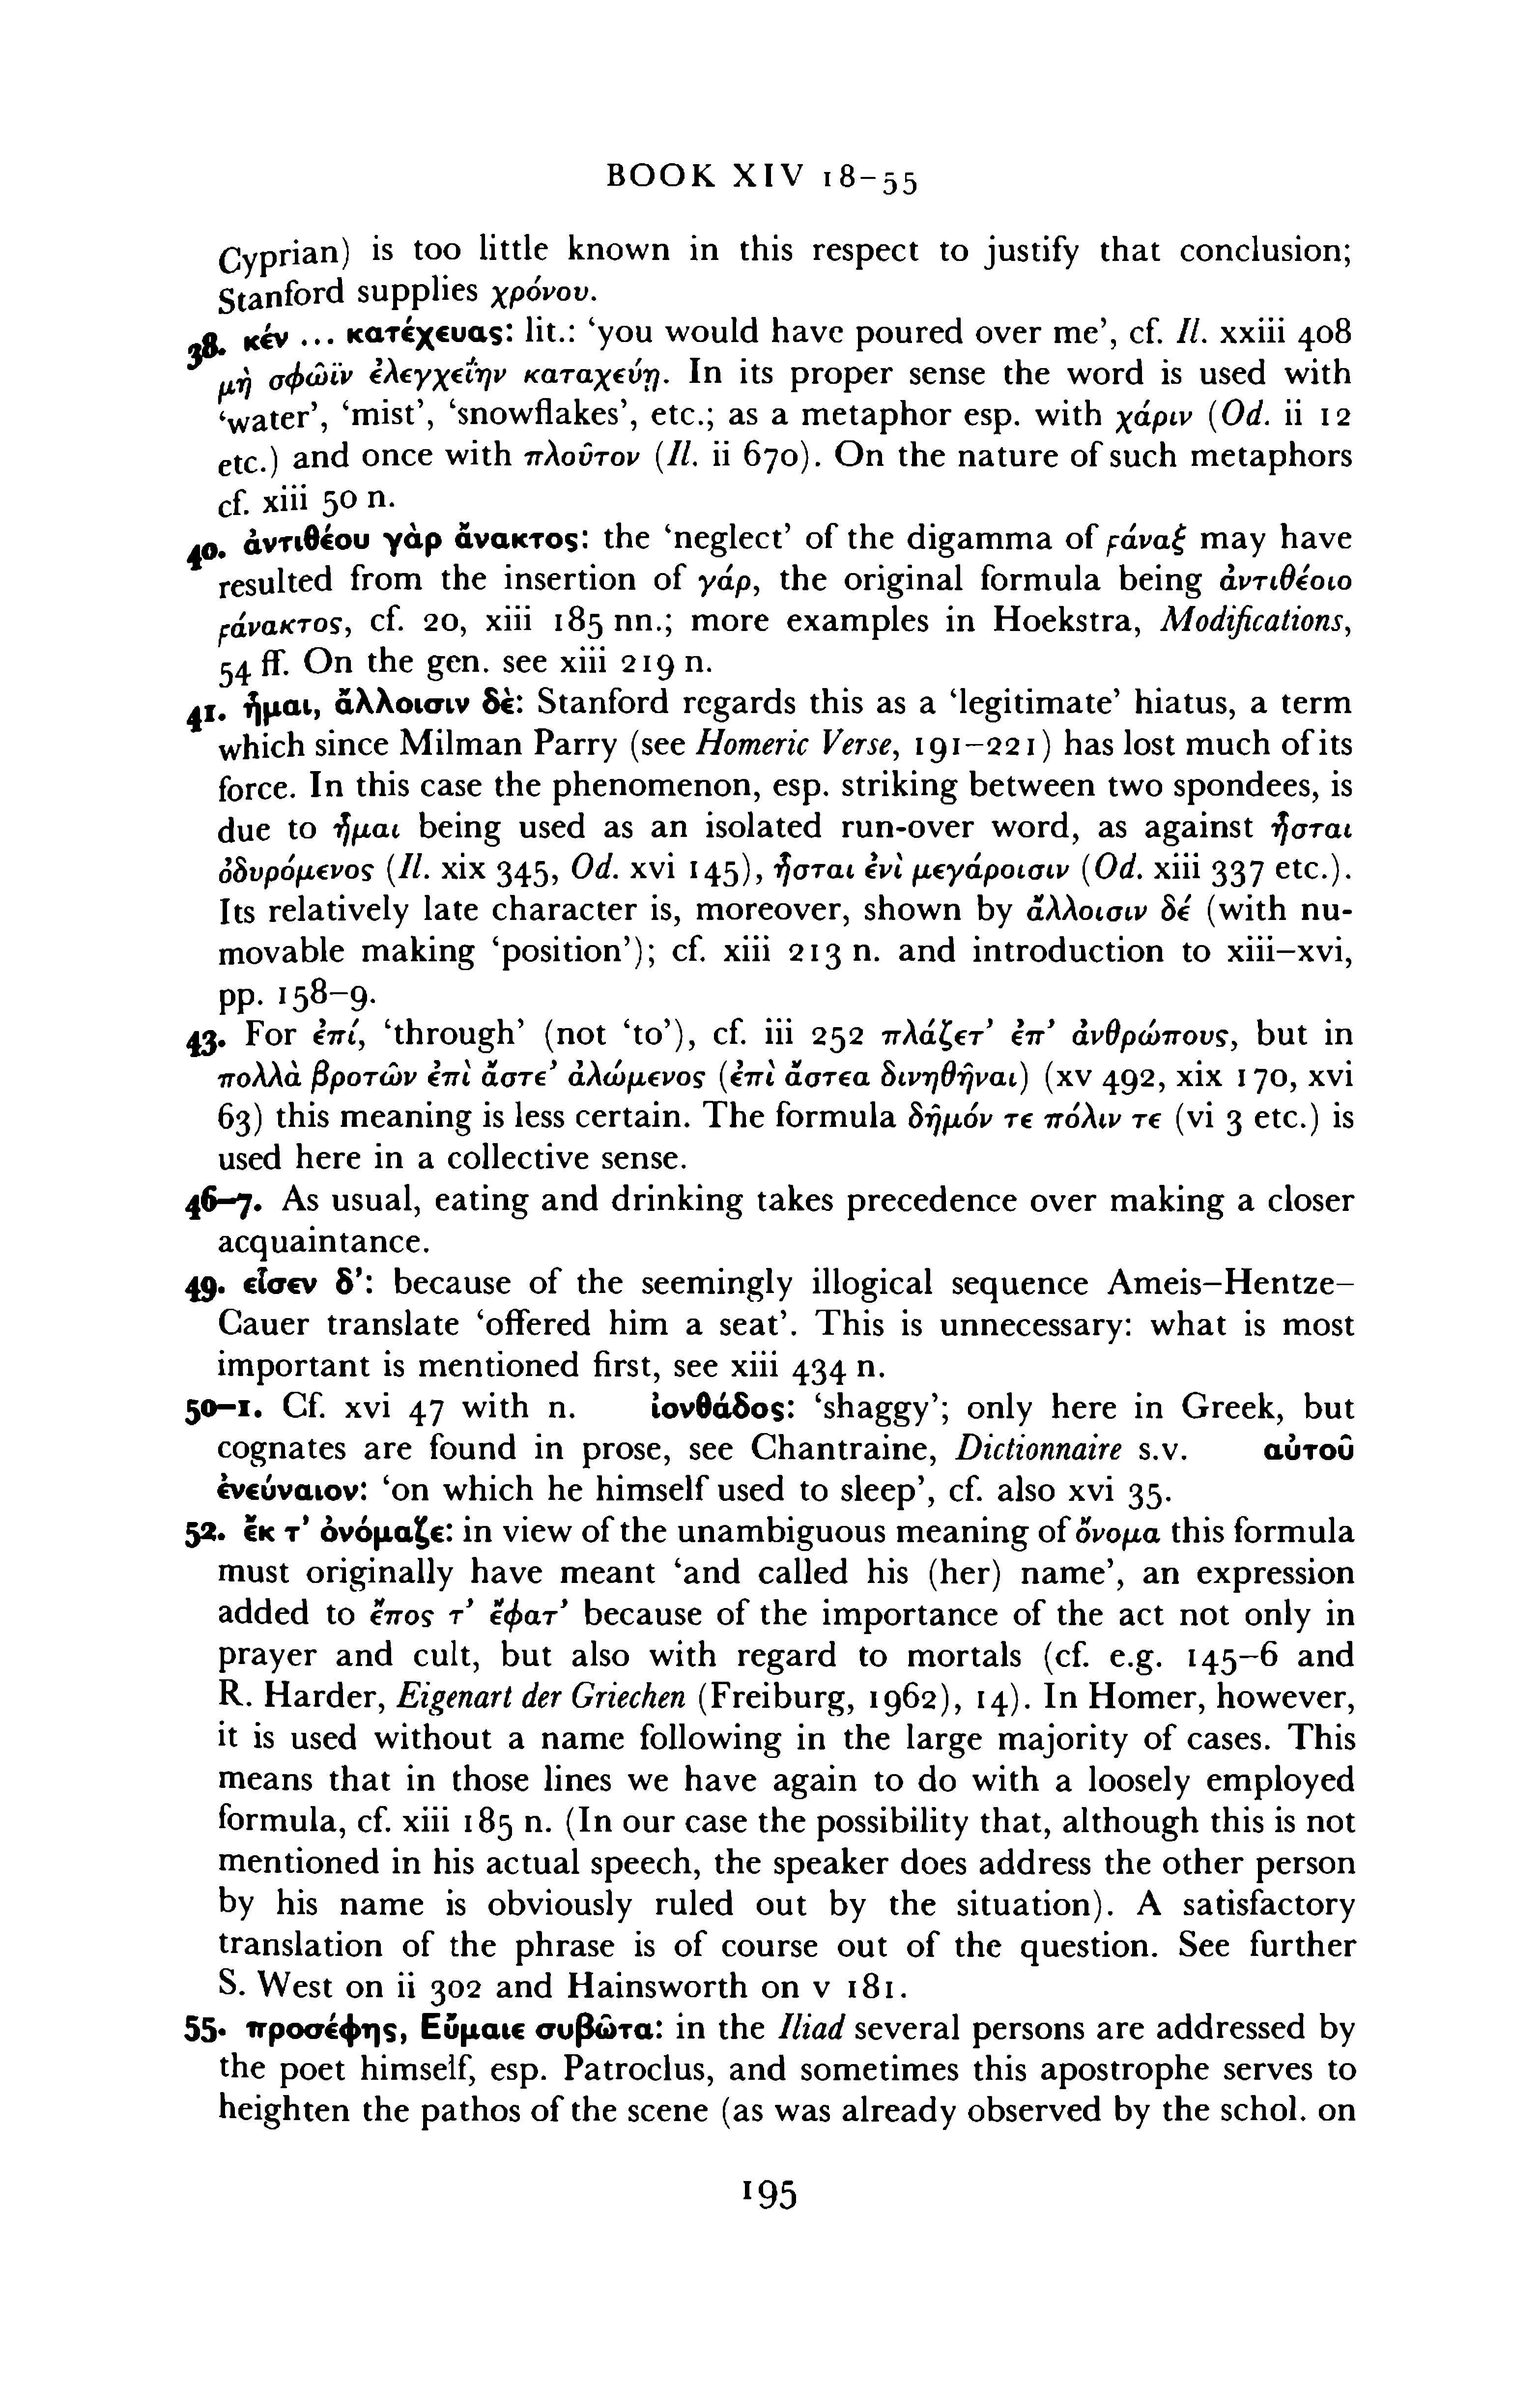 BOOK XIV 18–55
Cyprian) is too little known in this respect to justify that conclusion;
Stanford supplies χρόνου.
38. κέν ... κατέχευας: lit.: ‘you would have poured over me’, cf. Il. xxiii 408
μὴ σφῶϊν ἐλεγχείην καταχεύῃ. In its proper sense the word is used with
‘water’, ‘mist’, ‘snowflakes’, etc.; as a metaphor esp. with χάριν (Od. ii 12
etc.) and once with πλοῦτον (Il. ii 670). On the nature of such metaphors
cf. xiii 50 n.
40. ἀντιθέου γὰρ ἄνακτος: the ‘neglect’ of the digamma of ϝάναξ may have
resulted from the insertion of γάρ, the original formula being ἀντιθέοιο
ϝάνακτος, cf. 20, xiii 185 nn.; more examples in Hoekstra, Modifications,
54 ff. On the gen. see xiii 219 n.
41. ἧμαι, ἄλλοισιν δὲ: Stanford regards this as a ‘legitimate’ hiatus, a term
which since Milman Parry (see Homeric Verse, 191–221) has lost much of its
force. In this case the phenomenon, esp. striking between two spondees, is
due to ἧμαι being used as an isolated run-over word, as against ἧσται
ὀδυρόμενος (Il. xix 345, Od. xvi 145), ἧσται ἐνὶ μεγάροισιν (Od. xiii 337 etc.).
Its relatively late character is, moreover, shown by ἄλλοισιν δέ (with nu-
movable making ‘position’); cf. xiii 213 n. and introduction to xiii–xvi,
pp. 158–9.
43. For ἐπί, ‘through’ (not ‘to’), cf. iii 252 πλάζετ’ ἐπ’ ἀνθρώπους, but in
πολλὰ βροτῶν ἐπὶ ἄστε’ ἀλώμενος (ἐπὶ ἄστεα δινηθῆναι) (xv 492, xix 170, xvi
63) this meaning is less certain. The formula δῆμόν τε πόλιν τε (vi 3 etc.) is
used here in a collective sense.
46–7. As usual, eating and drinking takes precedence over making a closer
acquaintance.
49. εἷσεν δ’: because of the seemingly illogical sequence Ameis–Hentze–
Cauer translate ‘offered him a seat’. This is unnecessary: what is most
important is mentioned first, see xiii 434 n.
50–1. Cf. xvi 47 with n. ἰονθάδος: ‘shaggy’; only here in Greek, but
cognates are found in prose, see Chantraine, Dictionnaire s.v. αὐτοῦ
ἐνεύναιον: ‘on which he himself used to sleep’, cf. also xvi 35.
52. ἔκ τ’ ὀνόμαζε: in view of the unambiguous meaning of ὄνομα this formula
must originally have meant ‘and called his (her) name’, an expression
added to ἔπος τ’ ἔφατ’ because of the importance of the act not only in
prayer and cult, but also with regard to mortals (cf. e.g. 145–6 and
R. Harder, Eigenart der Griechen (Freiburg, 1962), 14). In Homer, however,
it is used without a name following in the large majority of cases. This
means that in those lines we have again to do with a loosely employed
formula, cf. xiii 185 n. (In our case the possibility that, although this is not
mentioned in his actual speech, the speaker does address the other person
by his name is obviously ruled out by the situation). A satisfactory
translation of the phrase is of course out of the question. See further
S. West on ii 302 and Hainsworth on v 181.
55. προσέφης, Εὔμαιε συβῶτα: in the Iliad several persons are addressed by
the poet himself, esp. Patroclus, and sometimes this apostrophe serves to
heighten the pathos of the scene (as was already observed by the schol. on
195